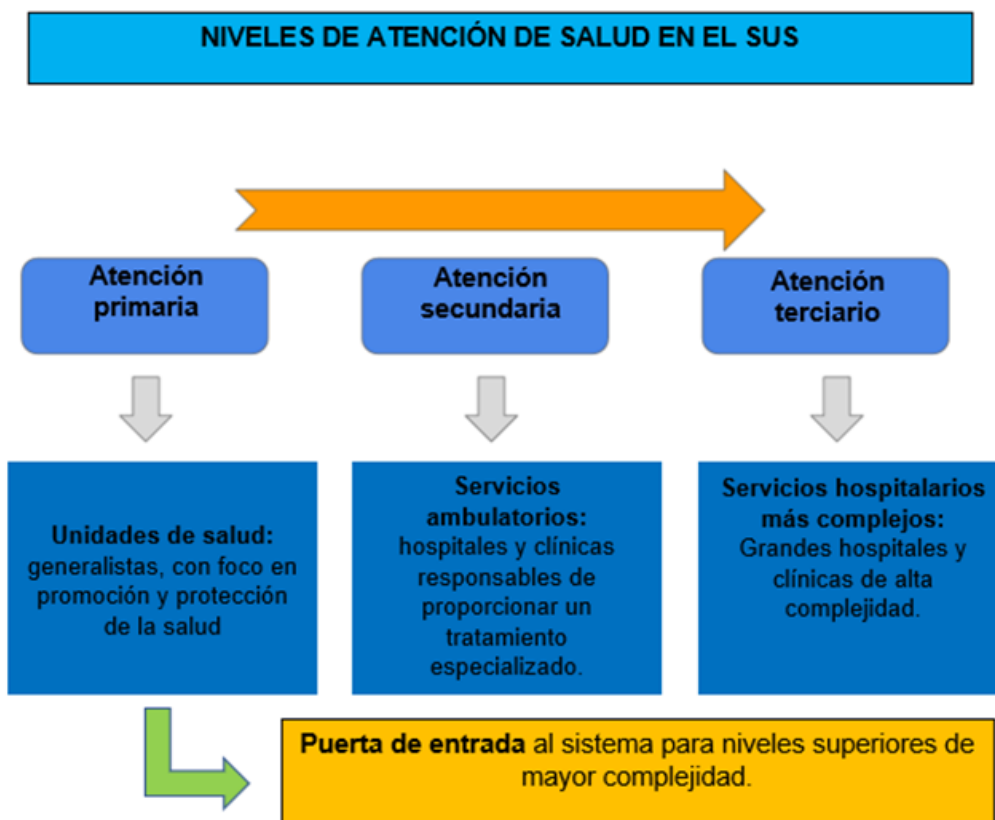 NIVELES DE ATENCIÓN DE SALUD EN EL SUS
Atención
primaria
Atención
secundaria
Atención
terciario
Unidades de salud:
generalistas, con foco en
promoción y protección
de la salud
Servicios
ambulatorios:
hospitales y clínicas
responsables de
proporcionar un
tratamiento
especializado.
Servicios hospitalarios
más complejos:
Grandes hospitales y
clínicas de alta
complejidad.
Puerta de entrada al sistema para niveles superiores de
mayor complejidad.